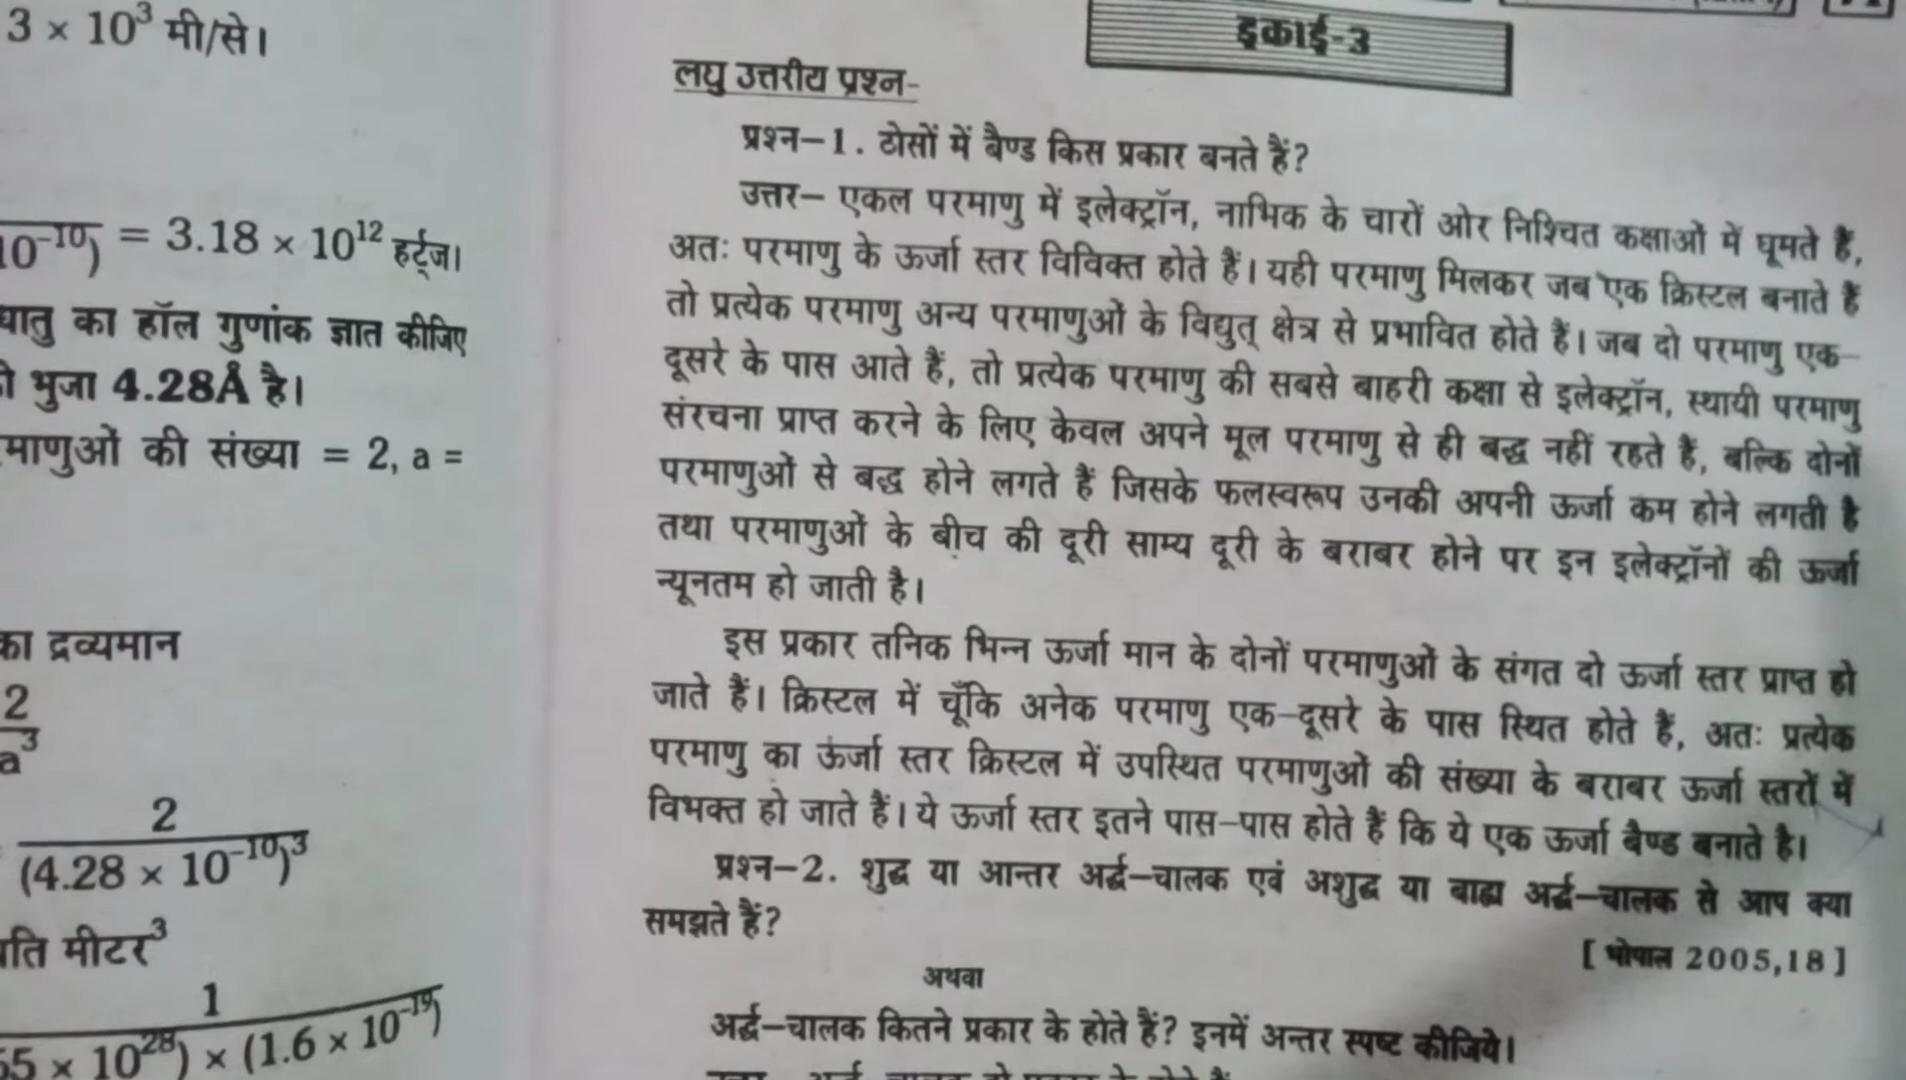 3 × 10³ मी/से।
10⁻¹⁰) = 3.18 × 10¹² हर्ट्ज।
धातु का हॉल गुणांक ज्ञात कीजिए
भुजा 4.28Å है।
माणुओं की संख्या = 2, a =
का द्रव्यमान
2
a³
2
(4.28 × 10⁻¹⁰)³
ति मीटर³
1
55 × 10²⁸) × (1.6 × 10⁻¹⁹)
इकाई-3
लघु उत्तरीय प्रश्न-
प्रश्न–1. ठोसों में बैण्ड किस प्रकार बनते हैं?
उत्तर– एकल परमाणु में इलेक्ट्रॉन, नाभिक के चारों ओर निश्चित कक्षाओं में घूमते हैं,
अतः परमाणु के ऊर्जा स्तर विविक्त होते हैं। यही परमाणु मिलकर जब एक क्रिस्टल बनाते हैं
तो प्रत्येक परमाणु अन्य परमाणुओं के विद्युत् क्षेत्र से प्रभावित होते हैं। जब दो परमाणु एक–
दूसरे के पास आते हैं, तो प्रत्येक परमाणु की सबसे बाहरी कक्षा से इलेक्ट्रॉन, स्थायी परमाणु
संरचना प्राप्त करने के लिए केवल अपने मूल परमाणु से ही बद्ध नहीं रहते हैं, बल्कि दोनों
परमाणुओं से बद्ध होने लगते हैं जिसके फलस्वरूप उनकी अपनी ऊर्जा कम होने लगती है
तथा परमाणुओं के बीच की दूरी साम्य दूरी के बराबर होने पर इन इलेक्ट्रॉनों की ऊर्जा
न्यूनतम हो जाती है।
इस प्रकार तनिक भिन्न ऊर्जा मान के दोनों परमाणुओं के संगत दो ऊर्जा स्तर प्राप्त हो
जाते हैं। क्रिस्टल में चूँकि अनेक परमाणु एक–दूसरे के पास स्थित होते हैं, अतः प्रत्येक
परमाणु का ऊर्जा स्तर क्रिस्टल में उपस्थित परमाणुओं की संख्या के बराबर ऊर्जा स्तरों में
विभक्त हो जाते हैं। ये ऊर्जा स्तर इतने पास–पास होते हैं कि ये एक ऊर्जा बैण्ड बनाते है।
प्रश्न–2. शुद्ध या आन्तर अर्द्ध–चालक एवं अशुद्ध या बाह्य अर्द्ध–चालक से आप क्या
समझते हैं?
[ भोपाल 2005,18 ]
अथवा
अर्द्ध–चालक कितने प्रकार के होते हैं? इनमें अन्तर स्पष्ट कीजिये।